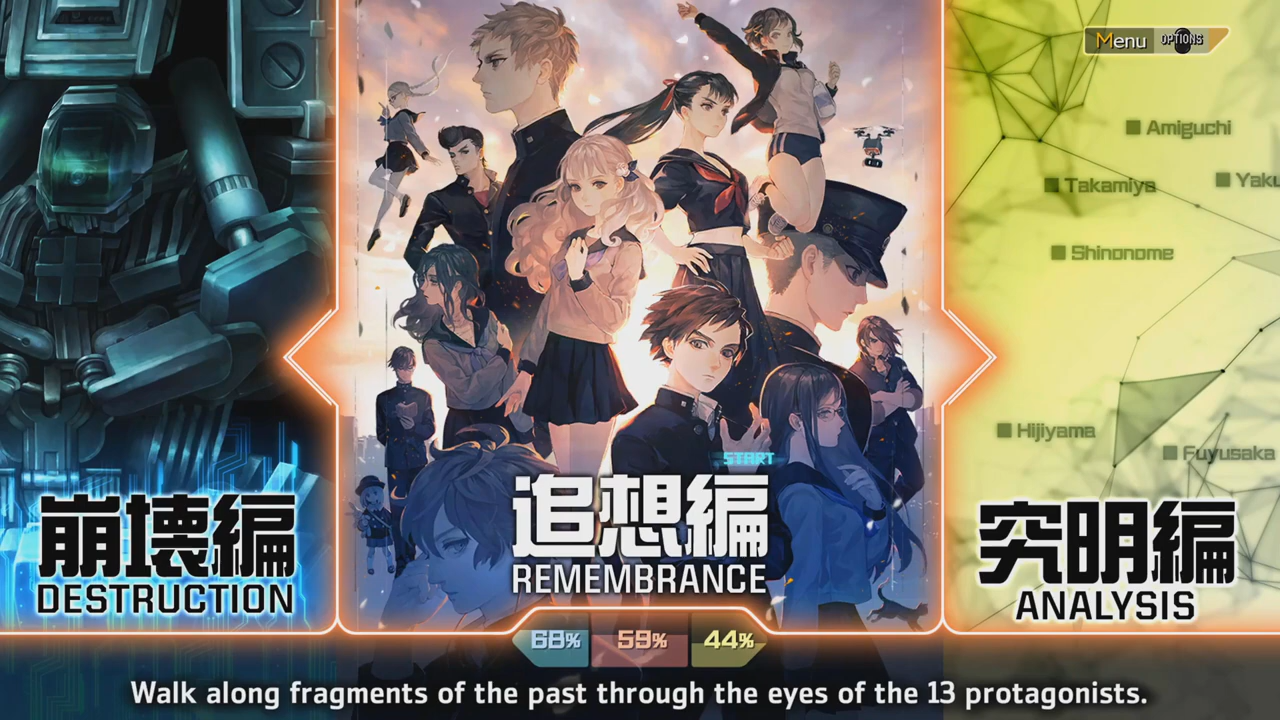 Menu OPTIONS
Amiguchi
Takamiya
Yaku
Shinonome
Hijiyama
Fuyusaka
START
崩壊編
DESTRUCTION
追想編
REMEMBRANCE
究明編
ANALYSIS
68% 59% 44%
Walk along fragments of the past through the eyes of the 13 protagonists.